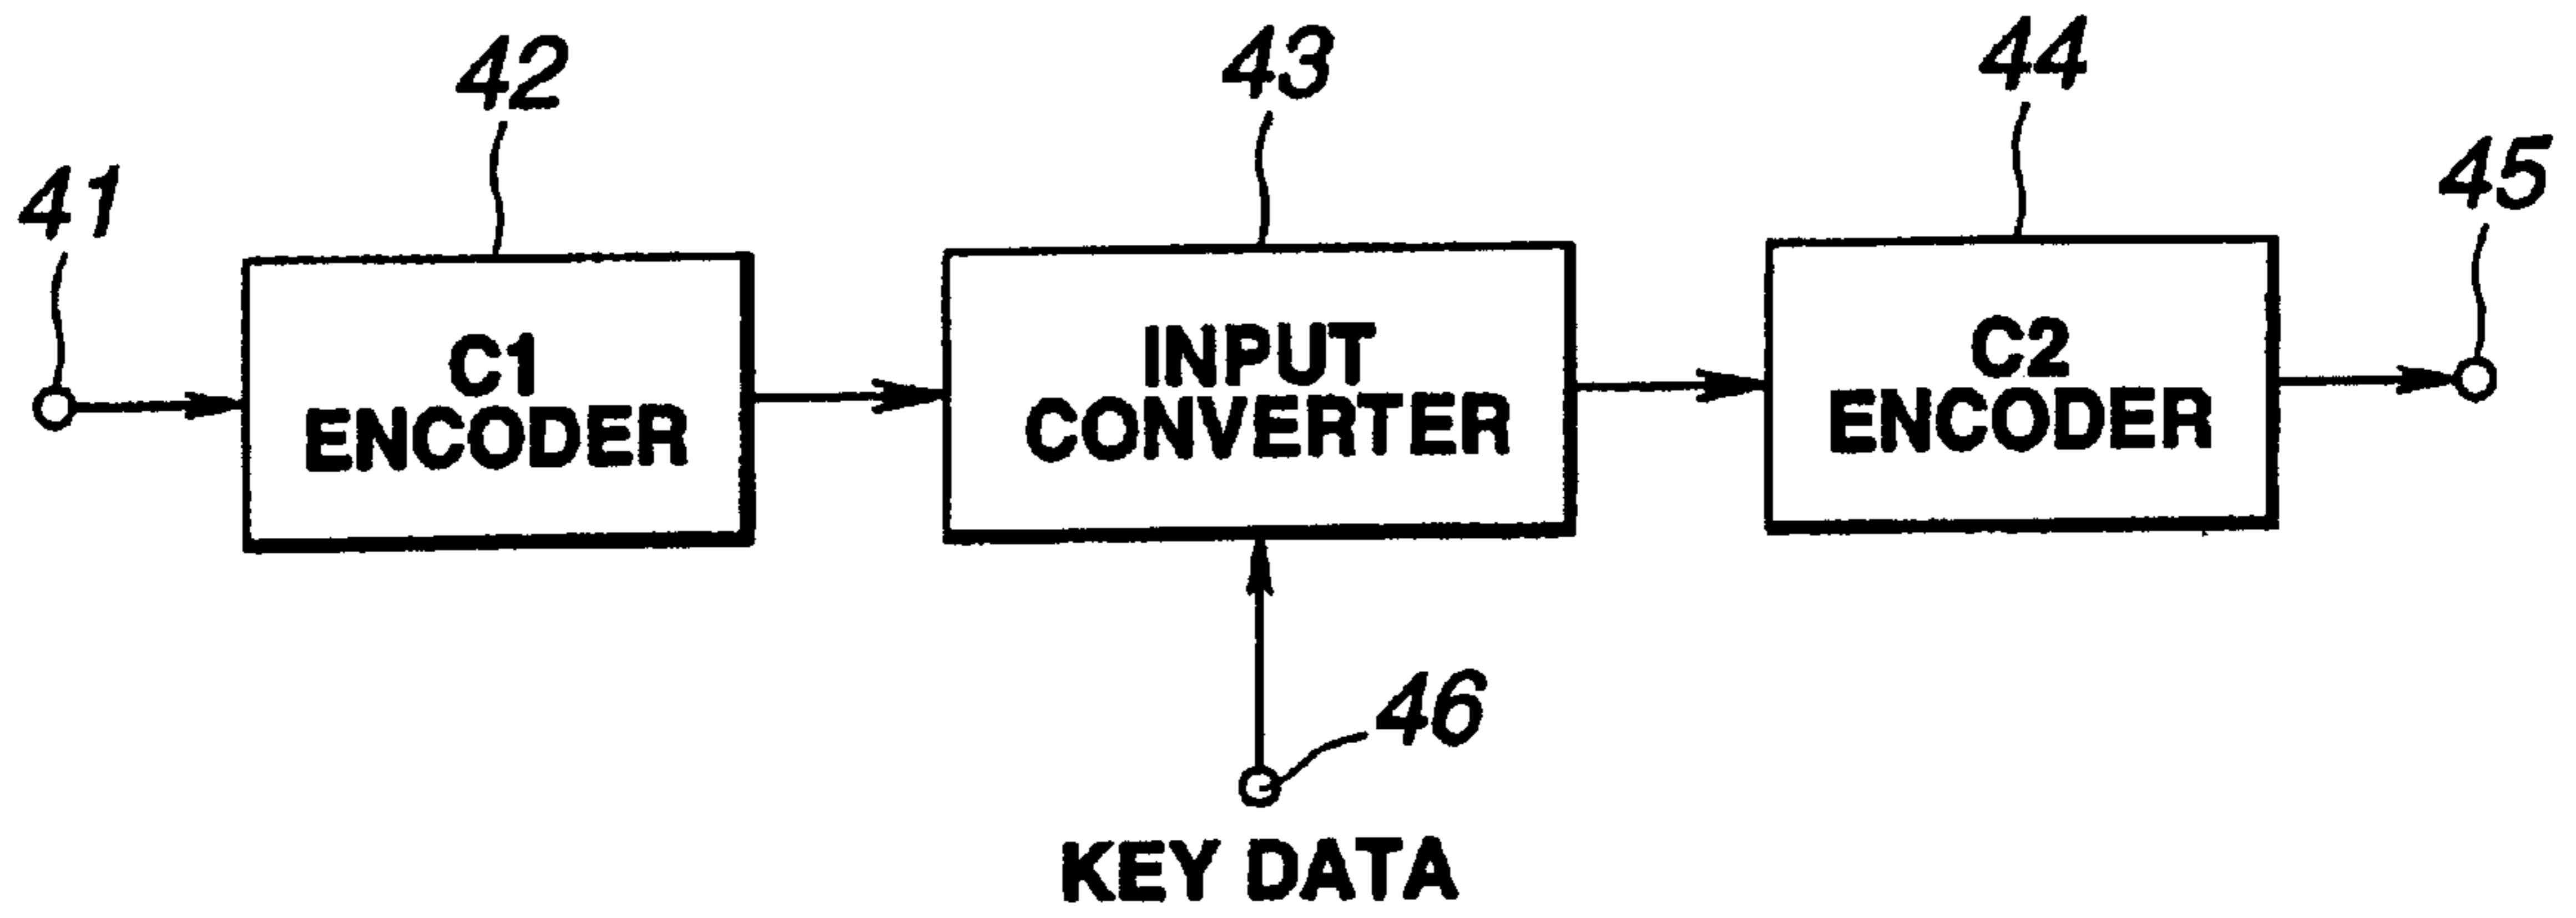 41
42
43
44
45
C1
ENCODER
INPUT
CONVERTER
C2
ENCODER
46
KEY DATA